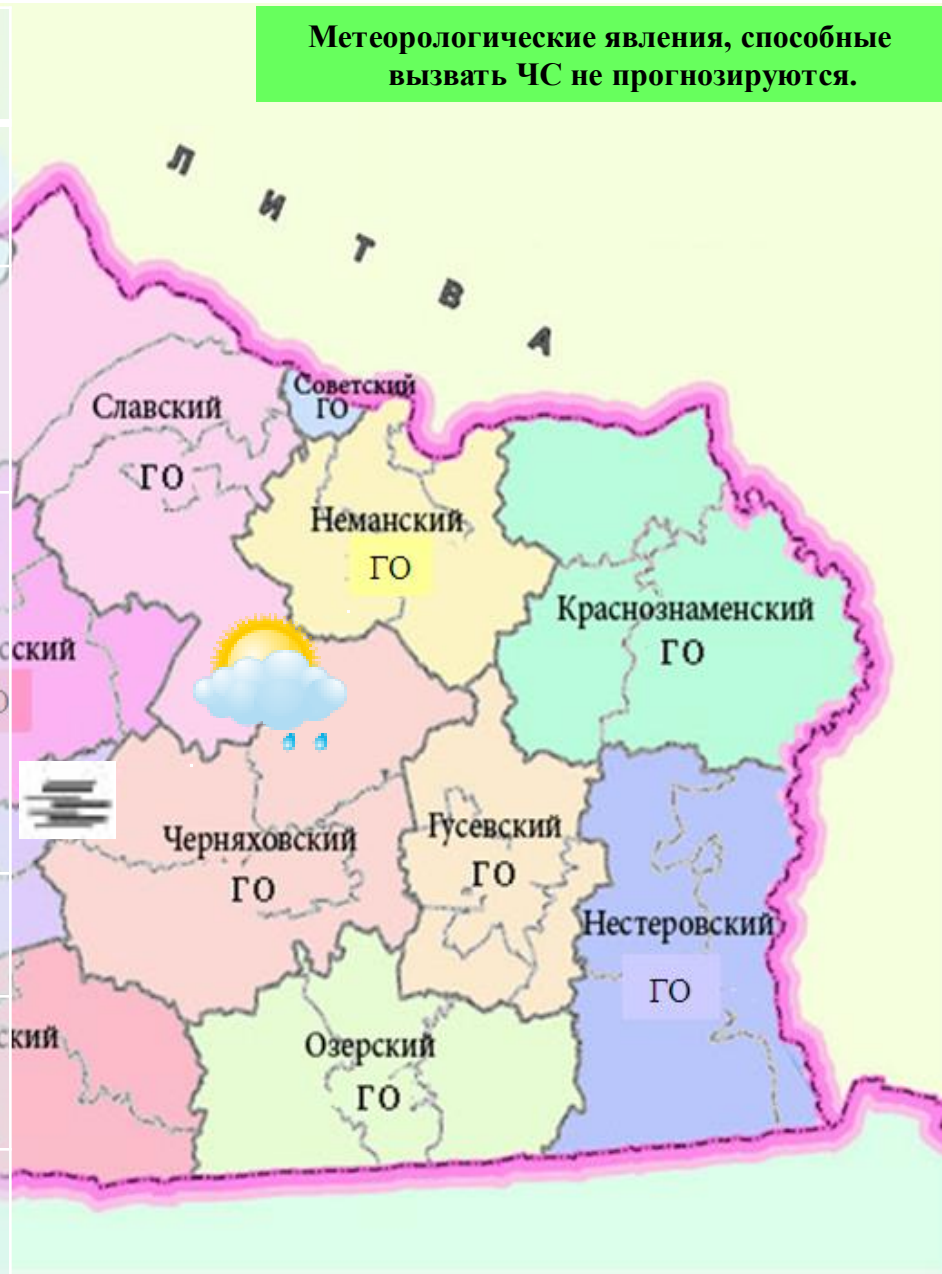 Метеорологические явления, способные
вызвать ЧС не прогнозируются.
ЛИТВА
Советский
ГО
Славский
ГО
Неманский
ГО
Краснознаменский
ГО
Черняховский
ГО
Гусевский
ГО
Нестеровский
ГО
Озерский
ГО